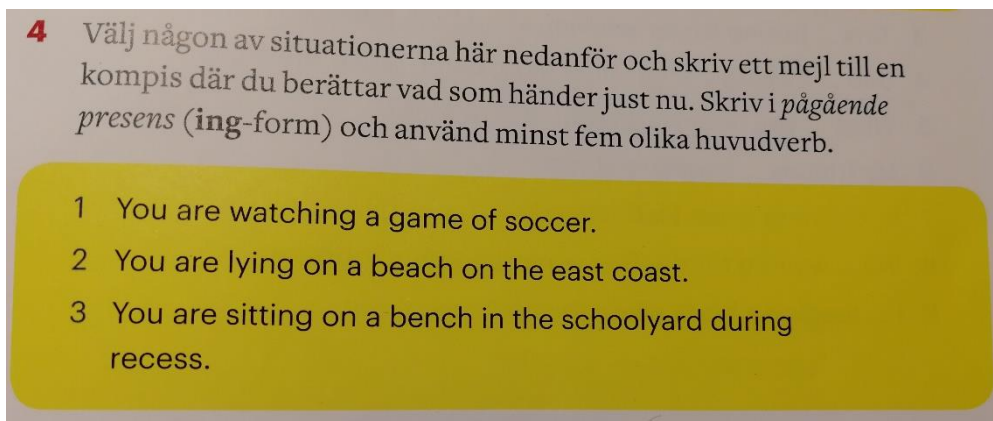 4 Välj någon av situationerna här nedanför och skriv ett mejl till en
kompis där du berättar vad som händer just nu. Skriv i pågående
presens (ing-form) och använd minst fem olika huvudverb.
1 You are watching a game of soccer.
2 You are lying on a beach on the east coast.
3 You are sitting on a bench in the schoolyard during
recess.